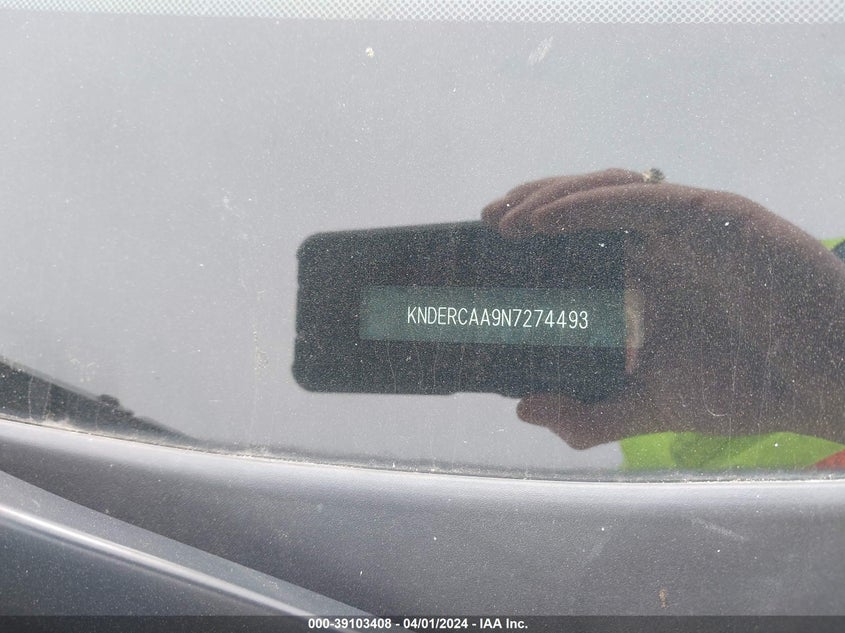 KNDERCAA9N7274493
000-39103408 - 04/01/2024 - IAA Inc.